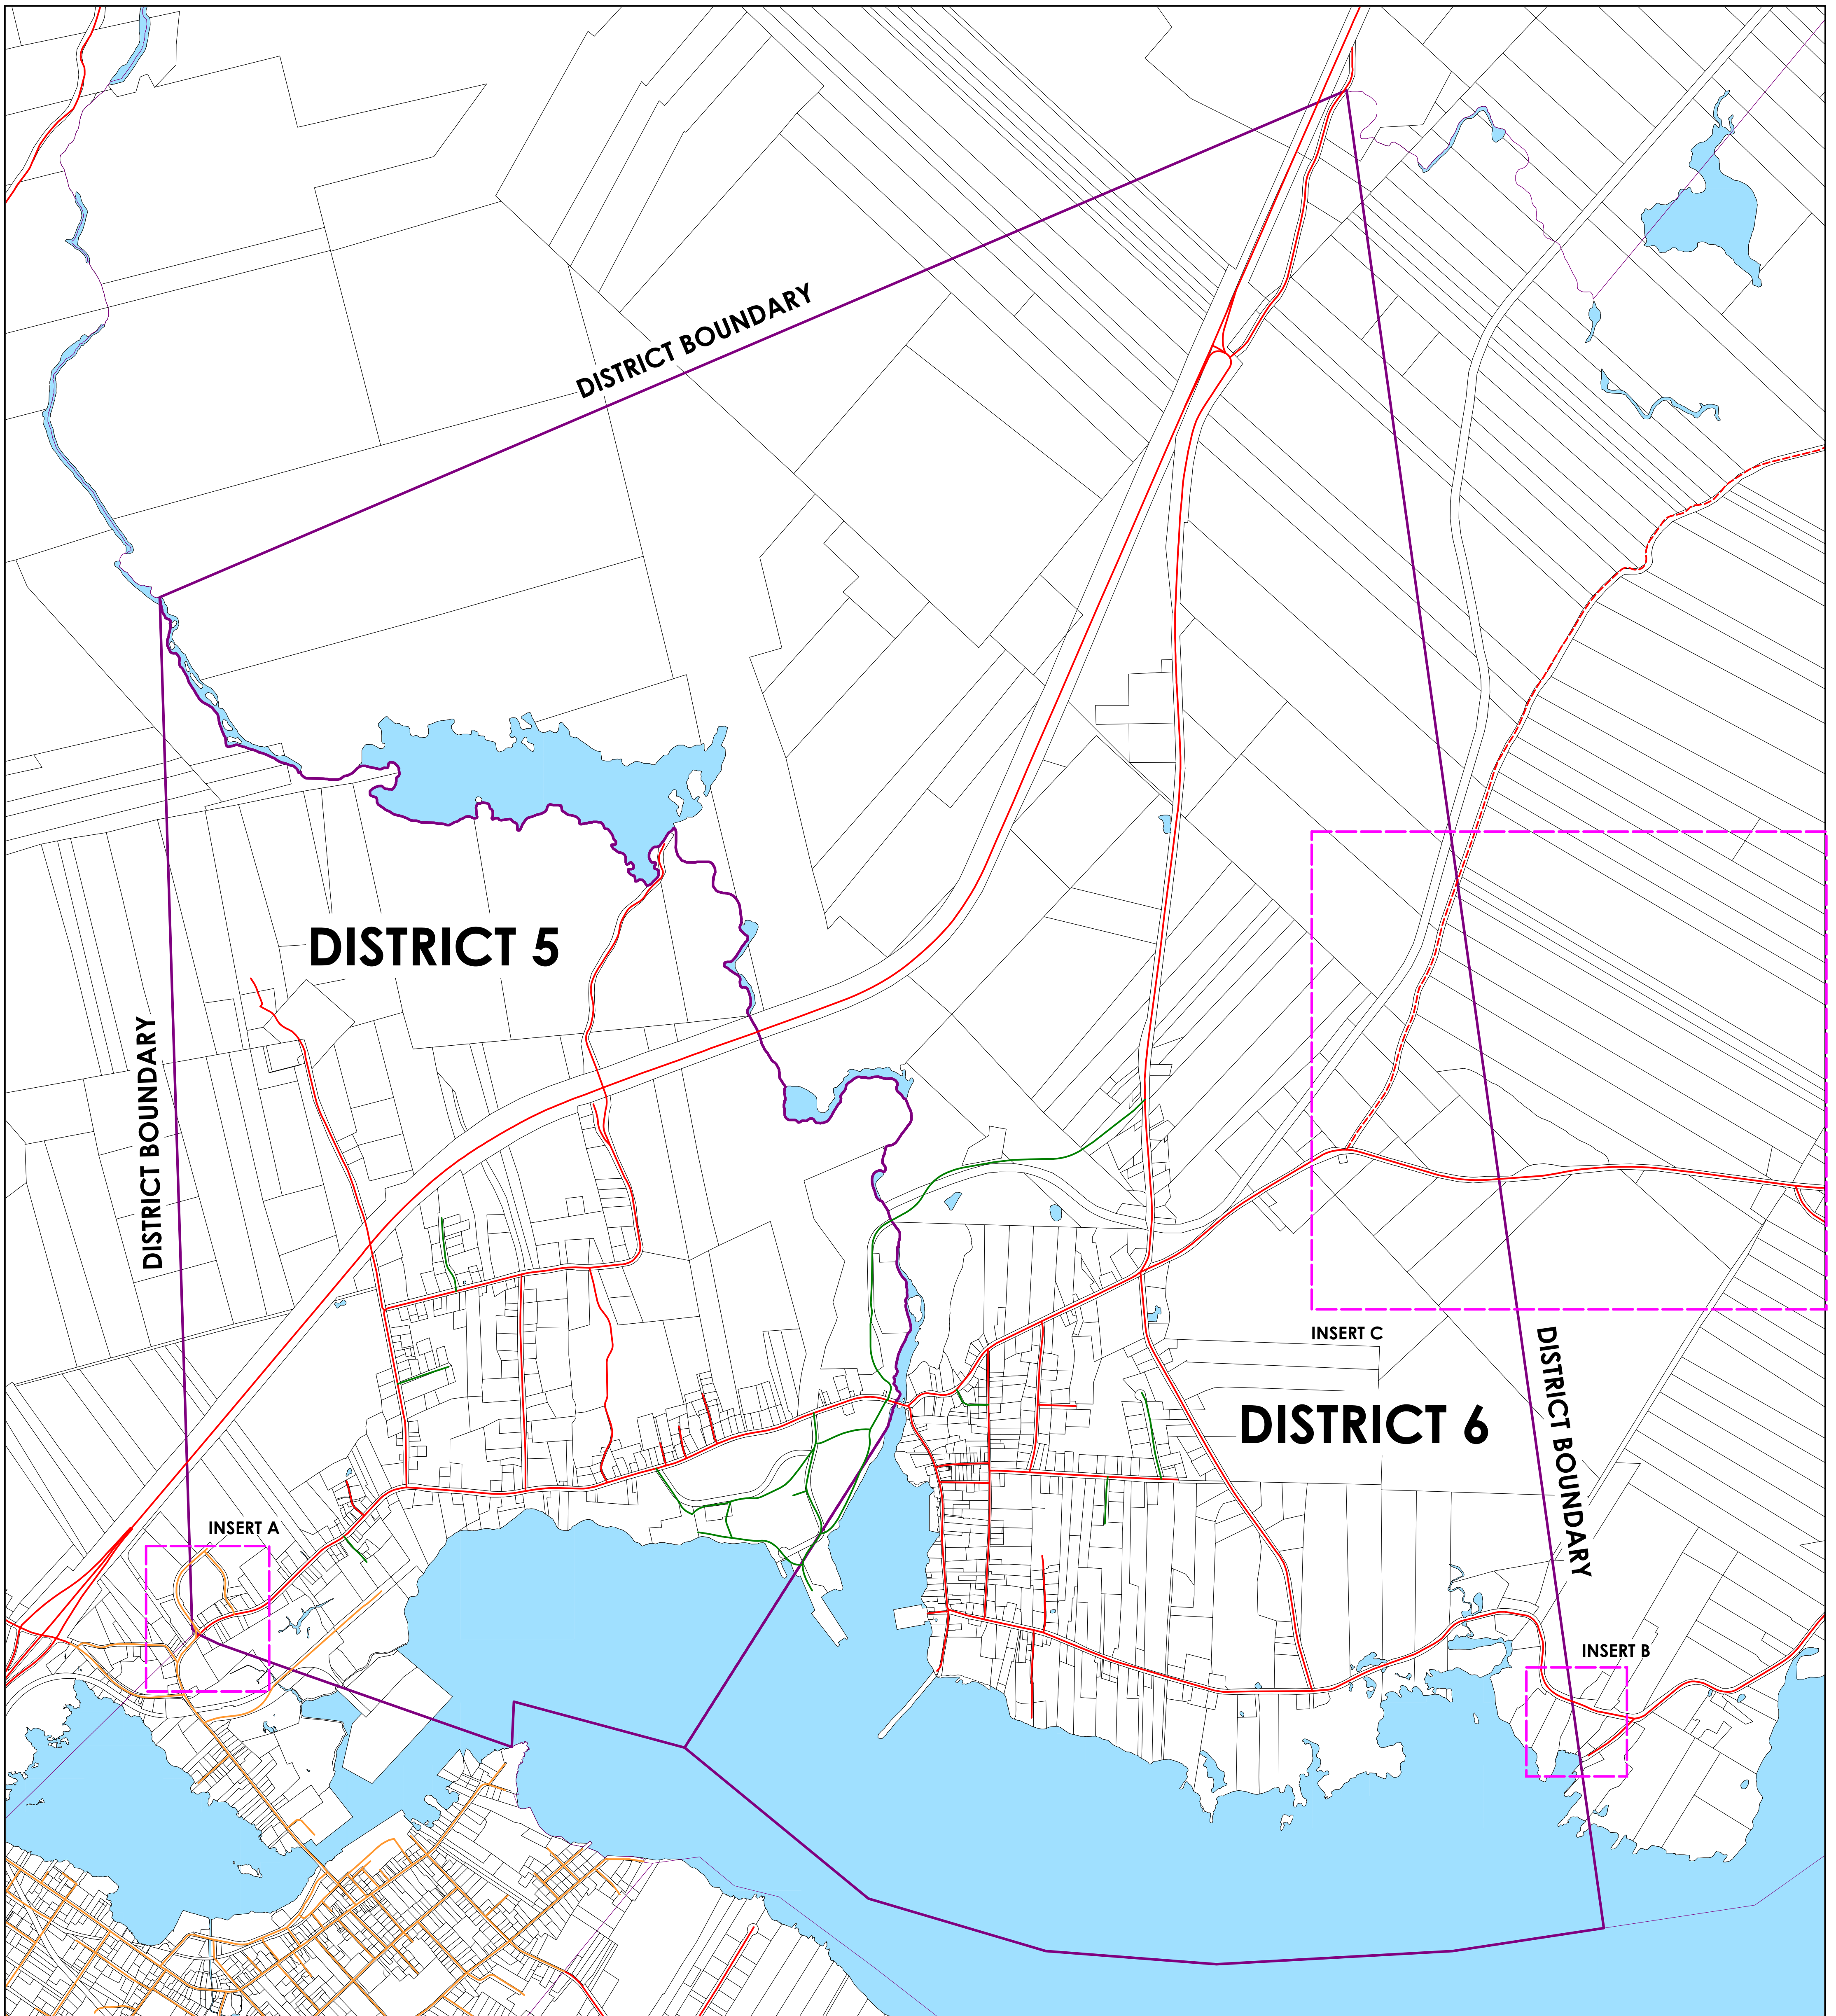 DISTRICT BOUNDARY
DISTRICT 5
DISTRICT BOUNDARY
INSERT C
DISTRICT BOUNDARY
DISTRICT 6
INSERT A
INSERT B